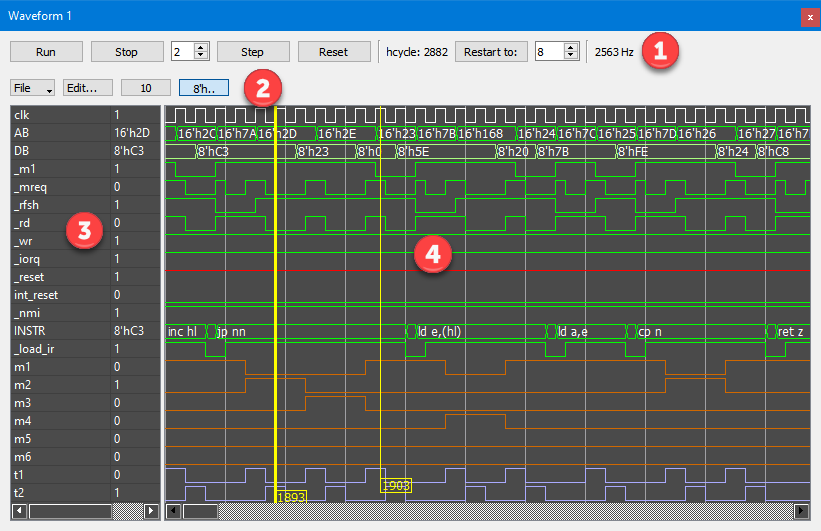 Waveform 1 x
Run Stop 2 Step Reset hcycle: 2882 Restart to: 8 2563 Hz 1
File Edit... 10 8'h.. 2
clk 1
AB 16'h2D 16'h2C 16'h7A 16'h2D 16'h2E 16'h23 16'h7B 16'h168 16'h24 16'h7C 16'h25 16'h7D 16'h26 16'h27 16'h7
DB 8'hC3 8'hC3 8'h23 8'h0 8'h5E 8'h20 8'h7B 8'hFE 8'h24 8'hC8
_m1 1
_mreq 0
_rfsh 1
_rd 0
3
_wr 1
4
_iorq 1
_reset 1
int_reset 0
_nmi 1
INSTR 8'hC3 inc hl jp nn ld e,(hl) ld a,e cp n ret z
_load_ir 1
m1 0
m2 1
m3 0
m4 0
m5 0
m6 0
t1 0
1903
t2 1
1893